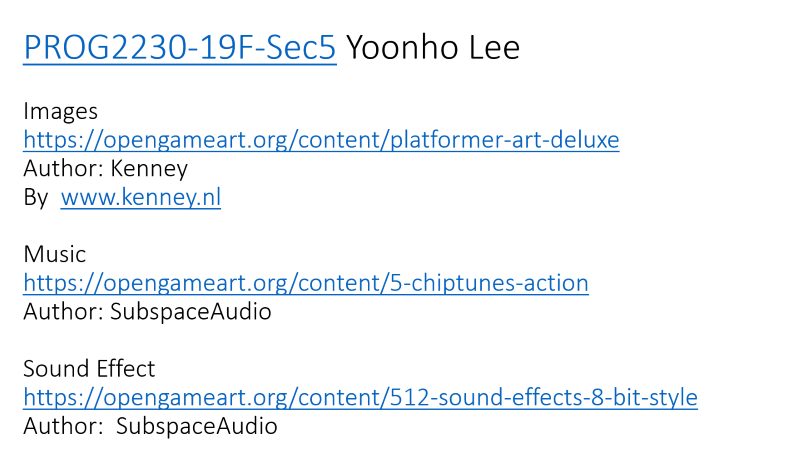 PROG2230-19F-Sec5 Yoonho Lee
Images
https://opengameart.org/content/platformer-art-deluxe
Author: Kenney
By  www.kenney.nl
Music
https://opengameart.org/content/5-chiptunes-action
Author: SubspaceAudio
Sound Effect
https://opengameart.org/content/512-sound-effects-8-bit-style
Author:  SubspaceAudio